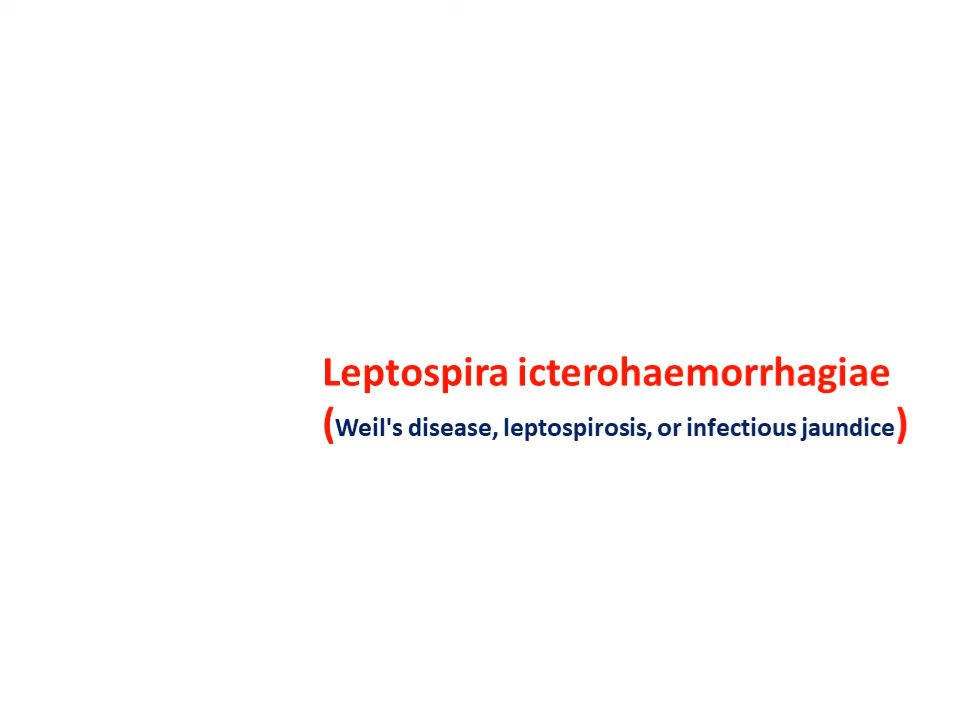 Leptospira icterohaemorrhagiae
(Weil's disease, leptospirosis, or infectious jaundice)